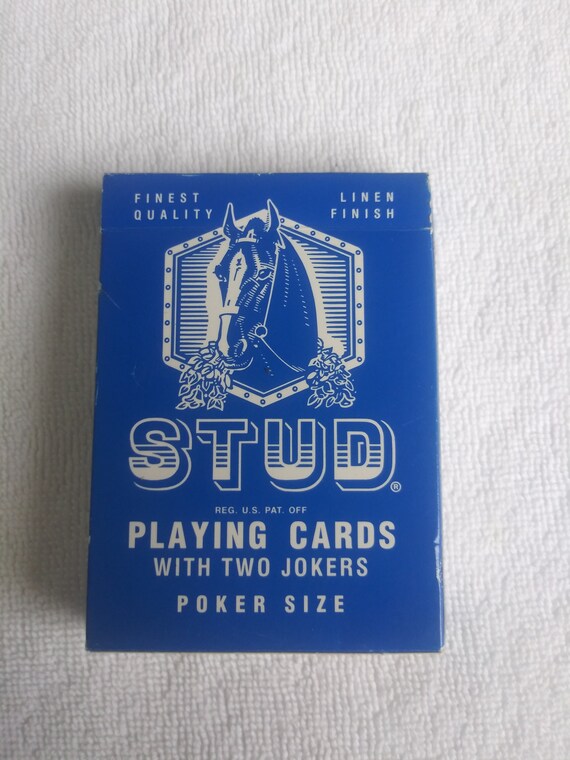 FINEST
QUALITY
LINEN
FINISH
STUD®
REG. U.S. PAT. OFF
PLAYING CARDS
WITH TWO JOKERS
POKER SIZE